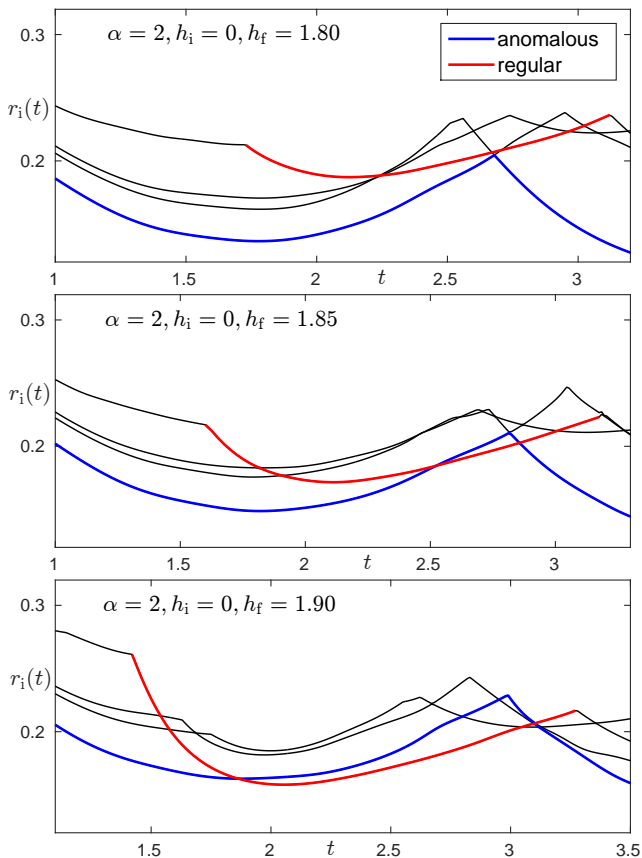 0.3
α = 2, h_i = 0, h_f = 1.80
anomalous
regular
r_i(t)
0.2
1 1.5 2 t 2.5 3
0.3
α = 2, h_i = 0, h_f = 1.85
r_i(t)
0.2
1 1.5 2 t 2.5 3
0.3
α = 2, h_i = 0, h_f = 1.90
r_i(t)
0.2
1.5 2 t 2.5 3 3.5